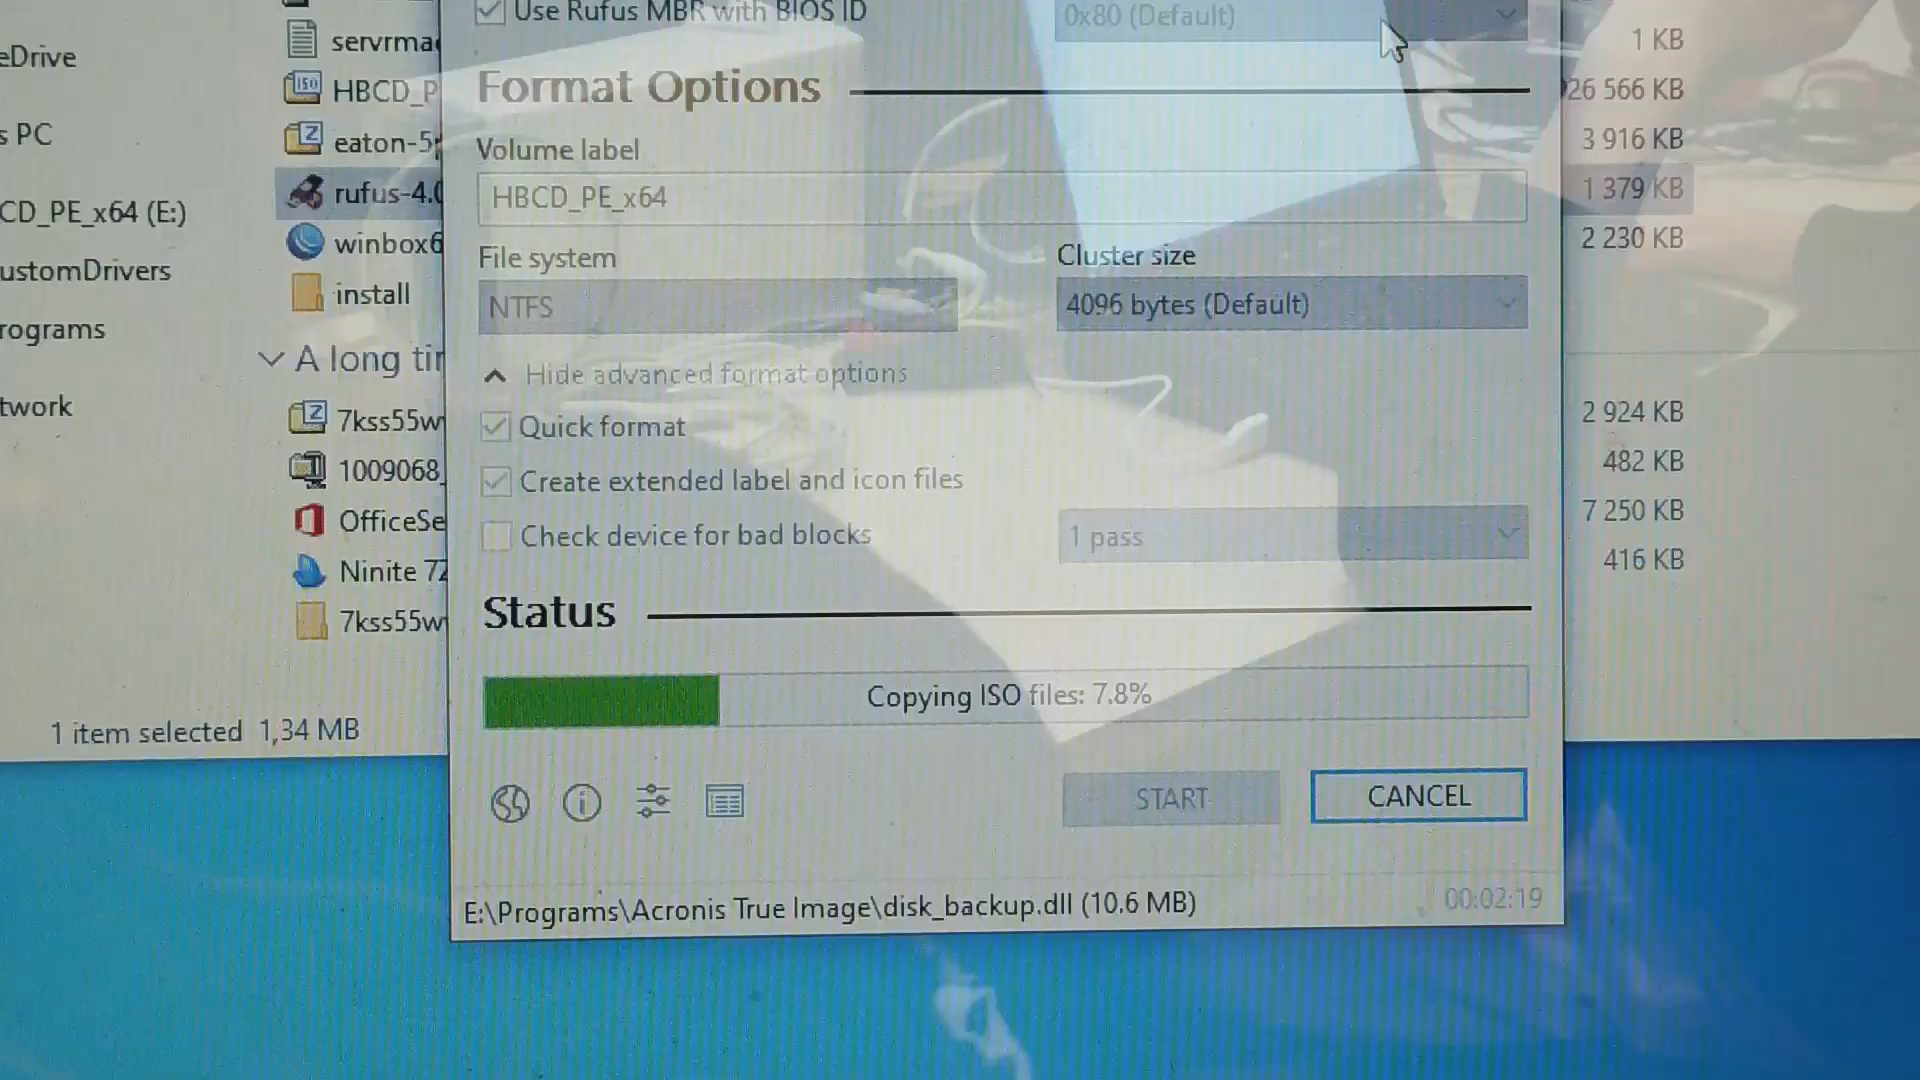 Use Rufus MBR with BIOS ID
0x80 (Default)
eDrive
s PC
CD_PE_x64 (E:)
ustomDrivers
rograms
twork
servrma
HBCD_P
eaton-5
rufus-4.0
winbox6
install
A long tir
7kss55w
1009068_
OfficeSe
Ninite 7Z
7kss55w
1 item selected 1,34 MB
Format Options
Volume label
HBCD_PE_x64
File system
Cluster size
NTFS
4096 bytes (Default)
Hide advanced format options
Quick format
Create extended label and icon files
Check device for bad blocks
1 pass
Status
Copying ISO files: 7.8%
START
CANCEL
E:\Programs\Acronis True Image\disk_backup.dll (10.6 MB)
00:02:19
1 KB
26 566 KB
3 916 KB
1 379 KB
2 230 KB
2 924 KB
482 KB
7 250 KB
416 KB